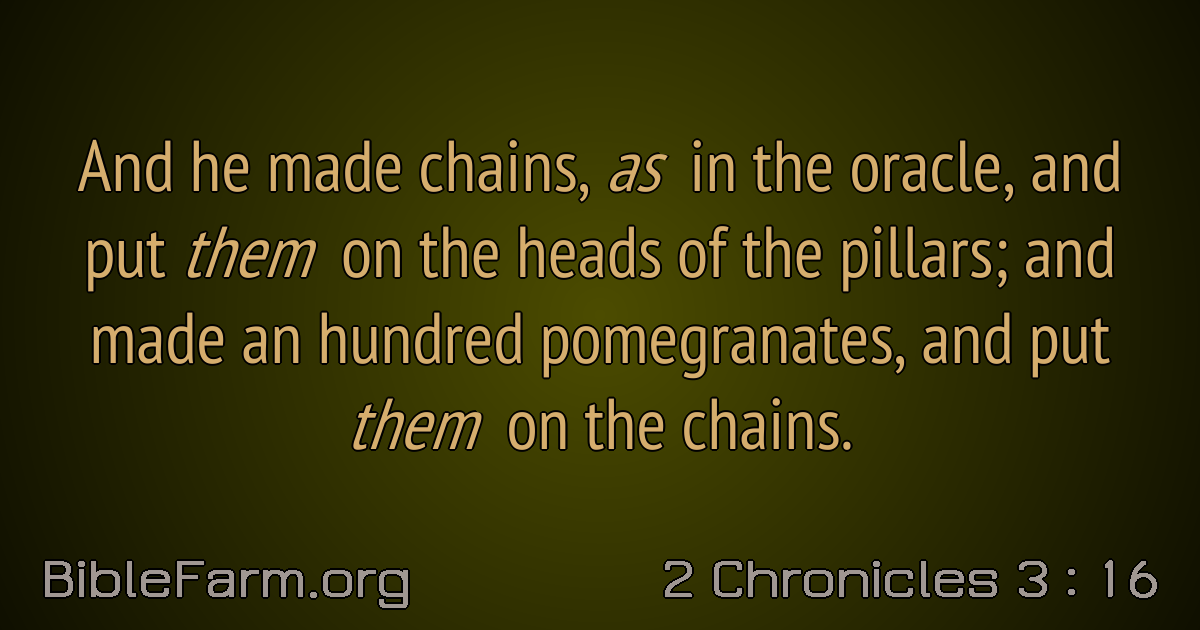 And he made chains, as in the oracle, and
put them on the heads of the pillars; and
made an hundred pomegranates, and put
them on the chains.
BibleFarm.org
2 Chronicles 3 : 16